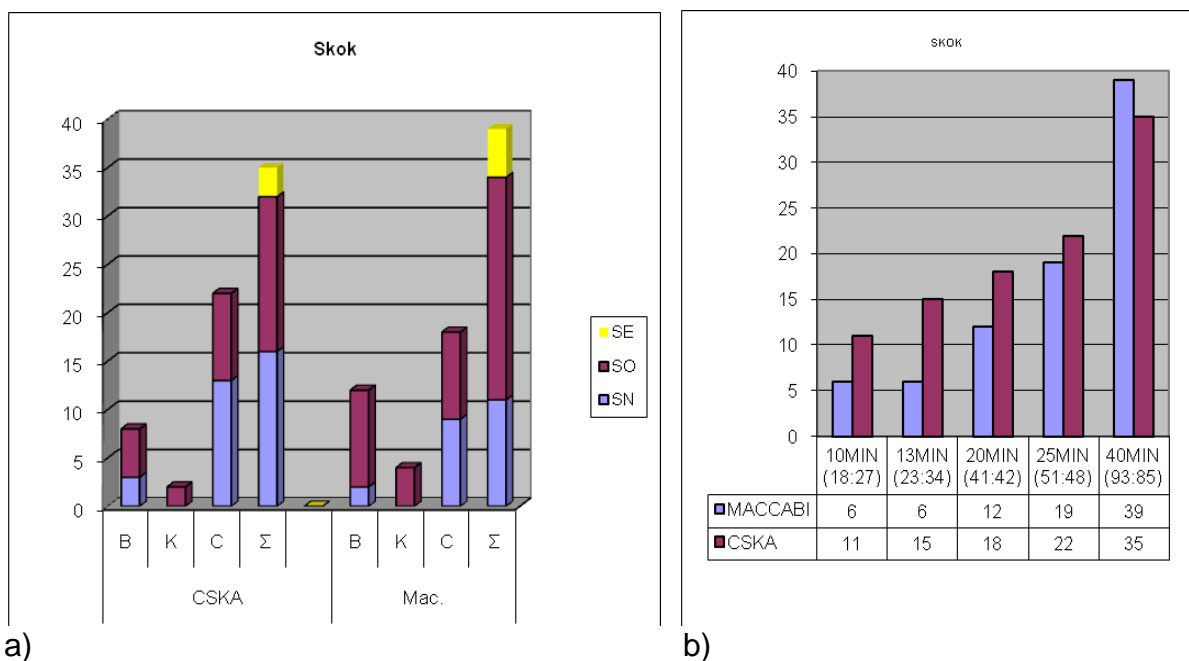 Skok
40
35
30
25
20
15
10
5
0
B K C Σ B K C Σ
CSKA Mac.
SE
SO
SN
a)
SKOK
40
35
30
25
20
15
10
5
0
10MIN 13MIN 20MIN 25MIN 40MIN
(18:27) (23:34) (41:42) (51:48) (93:85)
MACCABI 6 6 12 19 39
CSKA 11 15 18 22 35
b)